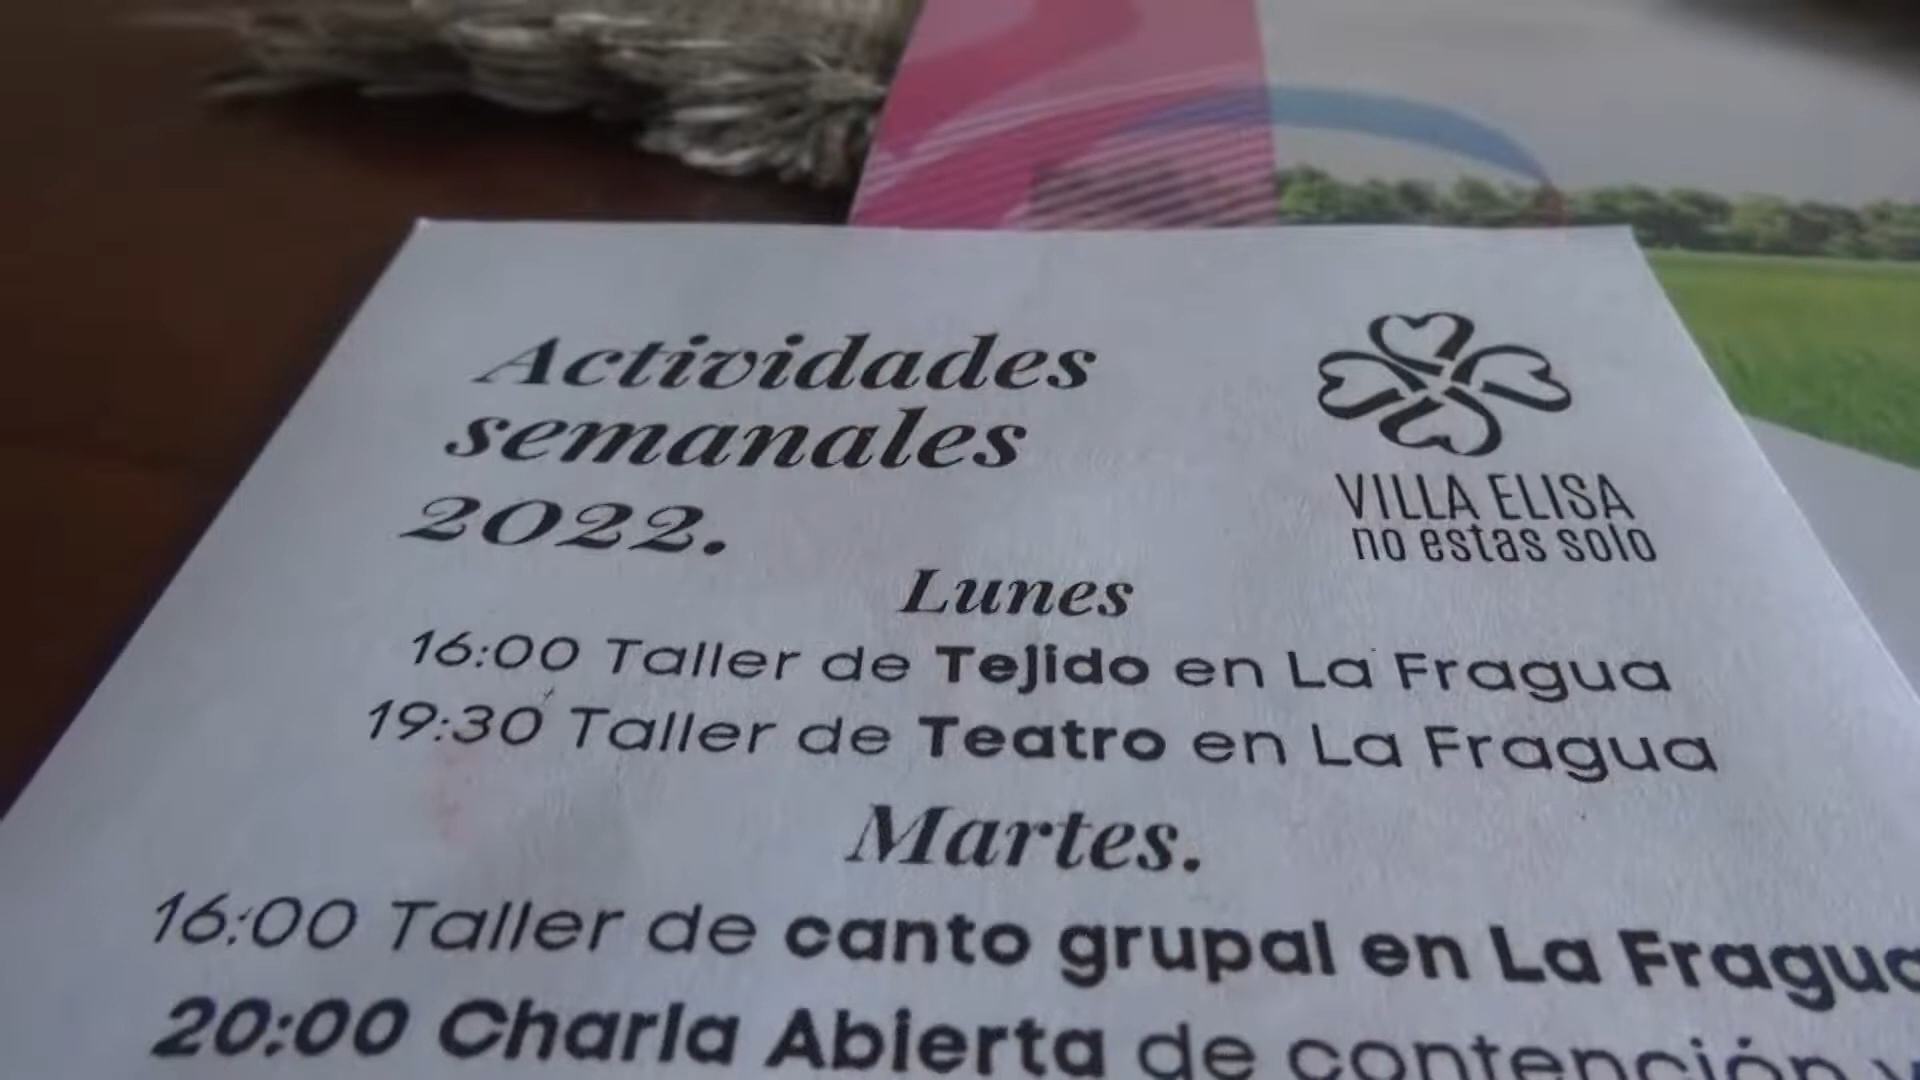 Actividades
semanales
2022.
VILLA ELISA
no estas solo
Lunes
16:00 Taller de Tejido en La Fragua
19:30 Taller de Teatro en La Fragua
Martes.
16:00 Taller de canto grupal en La Fragua
20:00 Charla Abierta de contención y